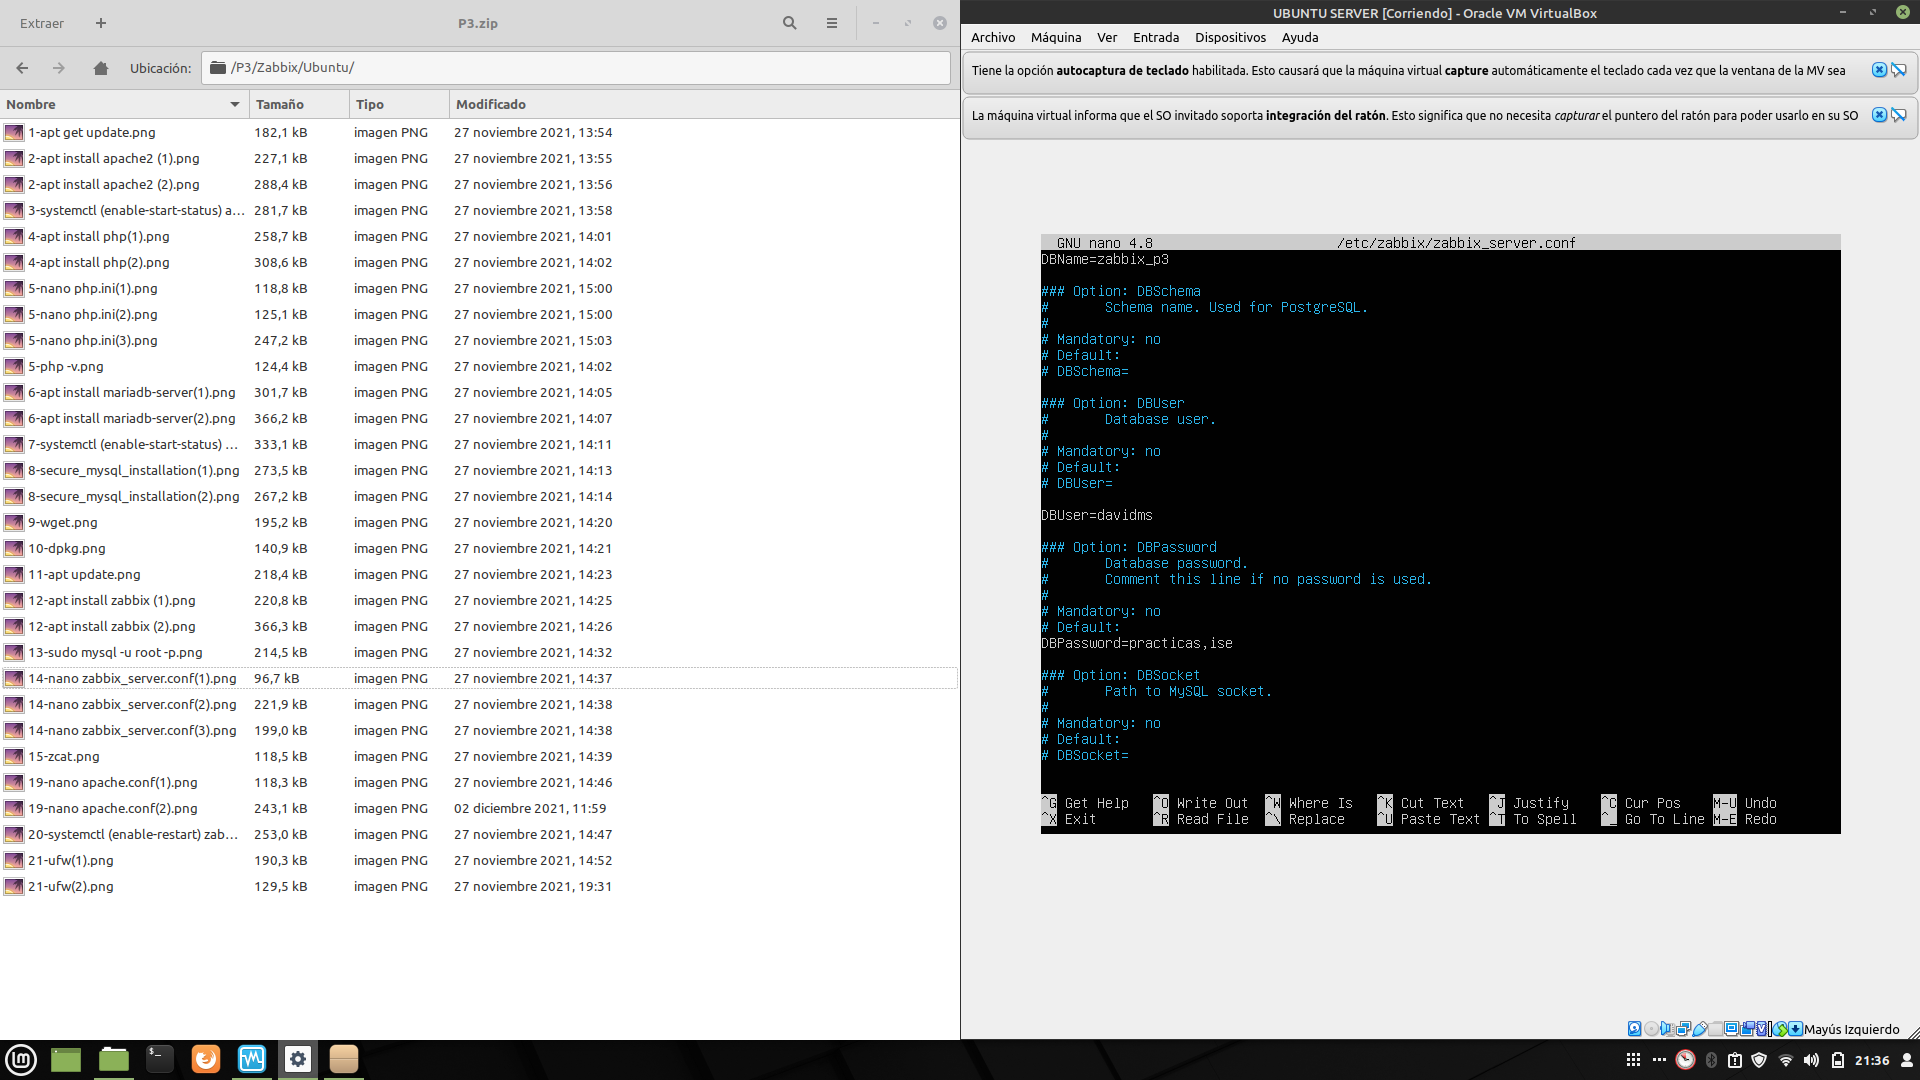 Extraer
P3.zip
Ubicación:
/P3/Zabbix/Ubuntu/
Nombre Tamaño Tipo Modificado
1-apt get update.png 182,1 kB imagen PNG 27 noviembre 2021, 13:54
2-apt install apache2 (1).png 227,1 kB imagen PNG 27 noviembre 2021, 13:55
2-apt install apache2 (2).png 288,4 kB imagen PNG 27 noviembre 2021, 13:56
3-systemctl (enable-start-status) a... 281,7 kB imagen PNG 27 noviembre 2021, 13:58
4-apt install php(1).png 258,7 kB imagen PNG 27 noviembre 2021, 14:01
4-apt install php(2).png 308,6 kB imagen PNG 27 noviembre 2021, 14:02
5-nano php.ini(1).png 118,8 kB imagen PNG 27 noviembre 2021, 15:00
5-nano php.ini(2).png 125,1 kB imagen PNG 27 noviembre 2021, 15:00
5-nano php.ini(3).png 247,2 kB imagen PNG 27 noviembre 2021, 15:03
5-php -v.png 124,4 kB imagen PNG 27 noviembre 2021, 14:02
6-apt install mariadb-server(1).png 301,7 kB imagen PNG 27 noviembre 2021, 14:05
6-apt install mariadb-server(2).png 366,2 kB imagen PNG 27 noviembre 2021, 14:07
7-systemctl (enable-start-status) ... 333,1 kB imagen PNG 27 noviembre 2021, 14:11
8-secure_mysql_installation(1).png 273,5 kB imagen PNG 27 noviembre 2021, 14:13
8-secure_mysql_installation(2).png 267,2 kB imagen PNG 27 noviembre 2021, 14:14
9-wget.png 195,2 kB imagen PNG 27 noviembre 2021, 14:20
10-dpkg.png 140,9 kB imagen PNG 27 noviembre 2021, 14:21
11-apt update.png 218,4 kB imagen PNG 27 noviembre 2021, 14:23
12-apt install zabbix (1).png 220,8 kB imagen PNG 27 noviembre 2021, 14:25
12-apt install zabbix (2).png 366,3 kB imagen PNG 27 noviembre 2021, 14:26
13-sudo mysql -u root -p.png 214,5 kB imagen PNG 27 noviembre 2021, 14:32
14-nano zabbix_server.conf(1).png 96,7 kB imagen PNG 27 noviembre 2021, 14:37
14-nano zabbix_server.conf(2).png 221,9 kB imagen PNG 27 noviembre 2021, 14:38
14-nano zabbix_server.conf(3).png 199,0 kB imagen PNG 27 noviembre 2021, 14:38
15-zcat.png 118,5 kB imagen PNG 27 noviembre 2021, 14:39
19-nano apache.conf(1).png 118,3 kB imagen PNG 27 noviembre 2021, 14:46
19-nano apache.conf(2).png 243,1 kB imagen PNG 02 diciembre 2021, 11:59
20-systemctl (enable-restart) zab... 253,0 kB imagen PNG 27 noviembre 2021, 14:47
21-ufw(1).png 190,3 kB imagen PNG 27 noviembre 2021, 14:52
21-ufw(2).png 129,5 kB imagen PNG 27 noviembre 2021, 19:31
UBUNTU SERVER [Corriendo] - Oracle VM VirtualBox
Archivo Máquina Ver Entrada Dispositivos Ayuda
Tiene la opción autocaptura de teclado habilitada. Esto causará que la máquina virtual capture automáticamente el teclado cada vez que la ventana de la MV sea
La máquina virtual informa que el SO invitado soporta integración del ratón. Esto significa que no necesita capturar el puntero del ratón para poder usarlo en su SO
GNU nano 4.8 /etc/zabbix/zabbix_server.conf
DBName=zabbix_p3
### Option: DBSchema
# Schema name. Used for PostgreSQL.
#
# Mandatory: no
# Default:
# DBSchema=
### Option: DBUser
# Database user.
#
# Mandatory: no
# Default:
# DBUser=
DBUser=davidms
### Option: DBPassword
# Database password.
# Comment this line if no password is used.
#
# Mandatory: no
# Default:
DBPassword=practicas,ise
### Option: DBSocket
# Path to MySQL socket.
#
# Mandatory: no
# Default:
# DBSocket=
^G Get Help ^O Write Out ^W Where Is ^K Cut Text ^J Justify ^C Cur Pos M-U Undo
^X Exit ^R Read File ^\ Replace ^U Paste Text ^T To Spell ^_ Go To Line M-E Redo
Mayús Izquierdo
21:36